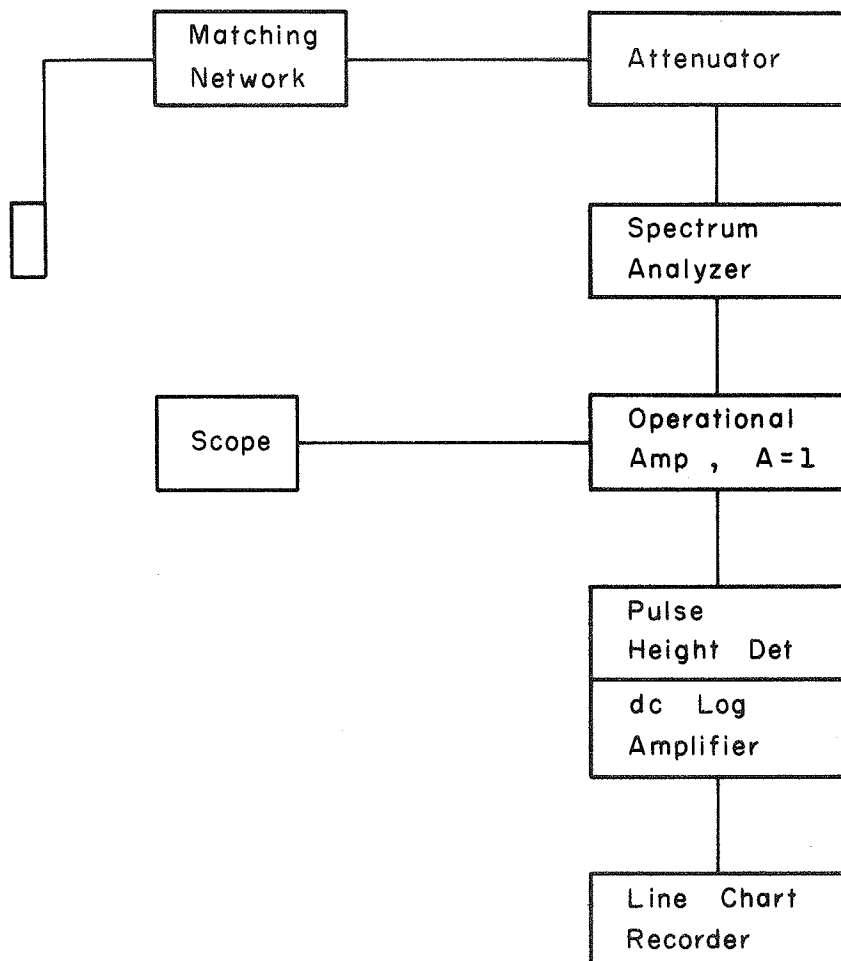 Matching
Network
Attenuator
Spectrum
Analyzer
Scope
Operational
Amp , A=1
Pulse
Height Det
dc Log
Amplifier
Line Chart
Recorder